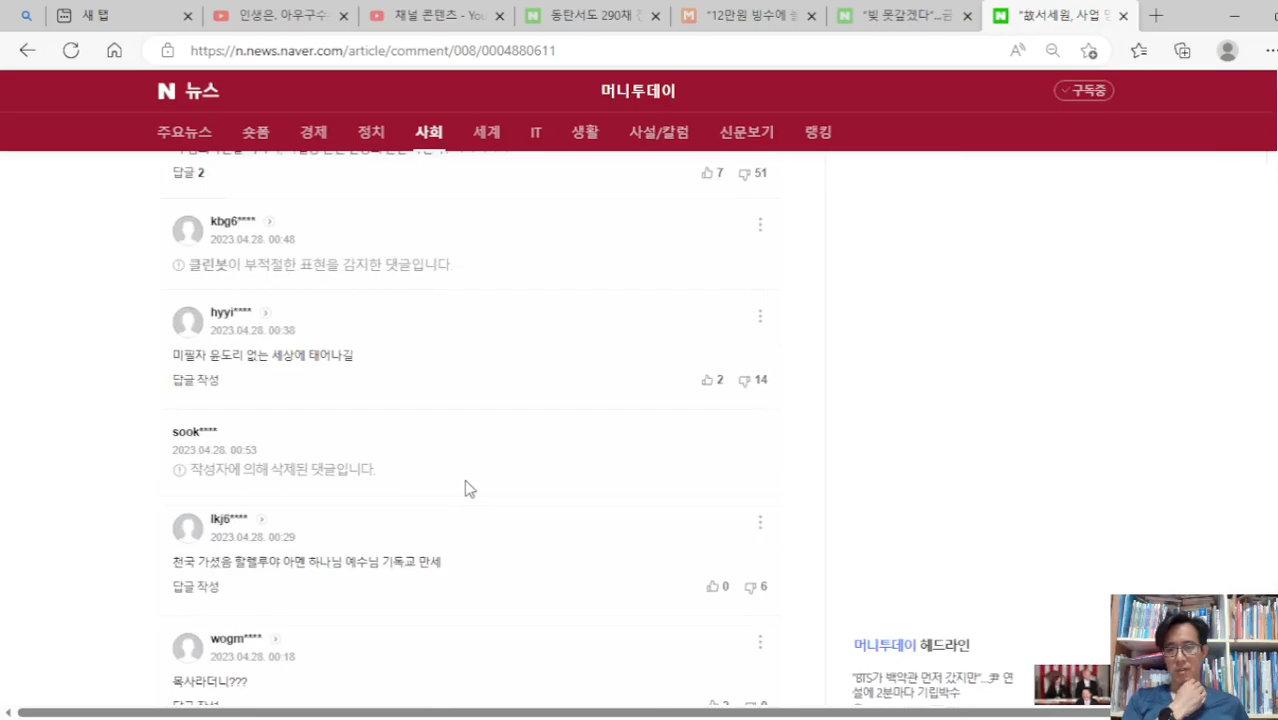 새 탭
인생은. 아우구수
채널 콘텐츠 - You
동탄서도 290채 전
"12만원 빙수에 놀
"빚 못갚겠다"...금
"故서세원, 사업
https://n.news.naver.com/article/comment/008/0004880611
N 뉴스
머니투데이
구독중
주요뉴스 숏폼 경제 정치 사회 세계 IT 생활 사설/칼럼 신문보기 랭킹
답글 2
7 51
kbg6****
2023.04.28. 00:48
클린봇이 부적절한 표현을 감지한 댓글입니다
hyyi****
2023.04.28. 00:38
미필자 윤도리 없는 세상에 태어나길
답글 작성
2 14
sook****
2023.04.28. 00:53
작성자에 의해 삭제된 댓글입니다.
lkj6****
2023.04.28. 00:29
천국 가셨음 할렐루야 아멘 하나님 예수님 기독교 만세
답글 작성
0 6
wogm****
2023.04.28. 00:18
목사라더니???
머니투데이 헤드라인
"BTS가 백악관 먼저 갔지만"...尹 연
설에 2분마다 기립박수